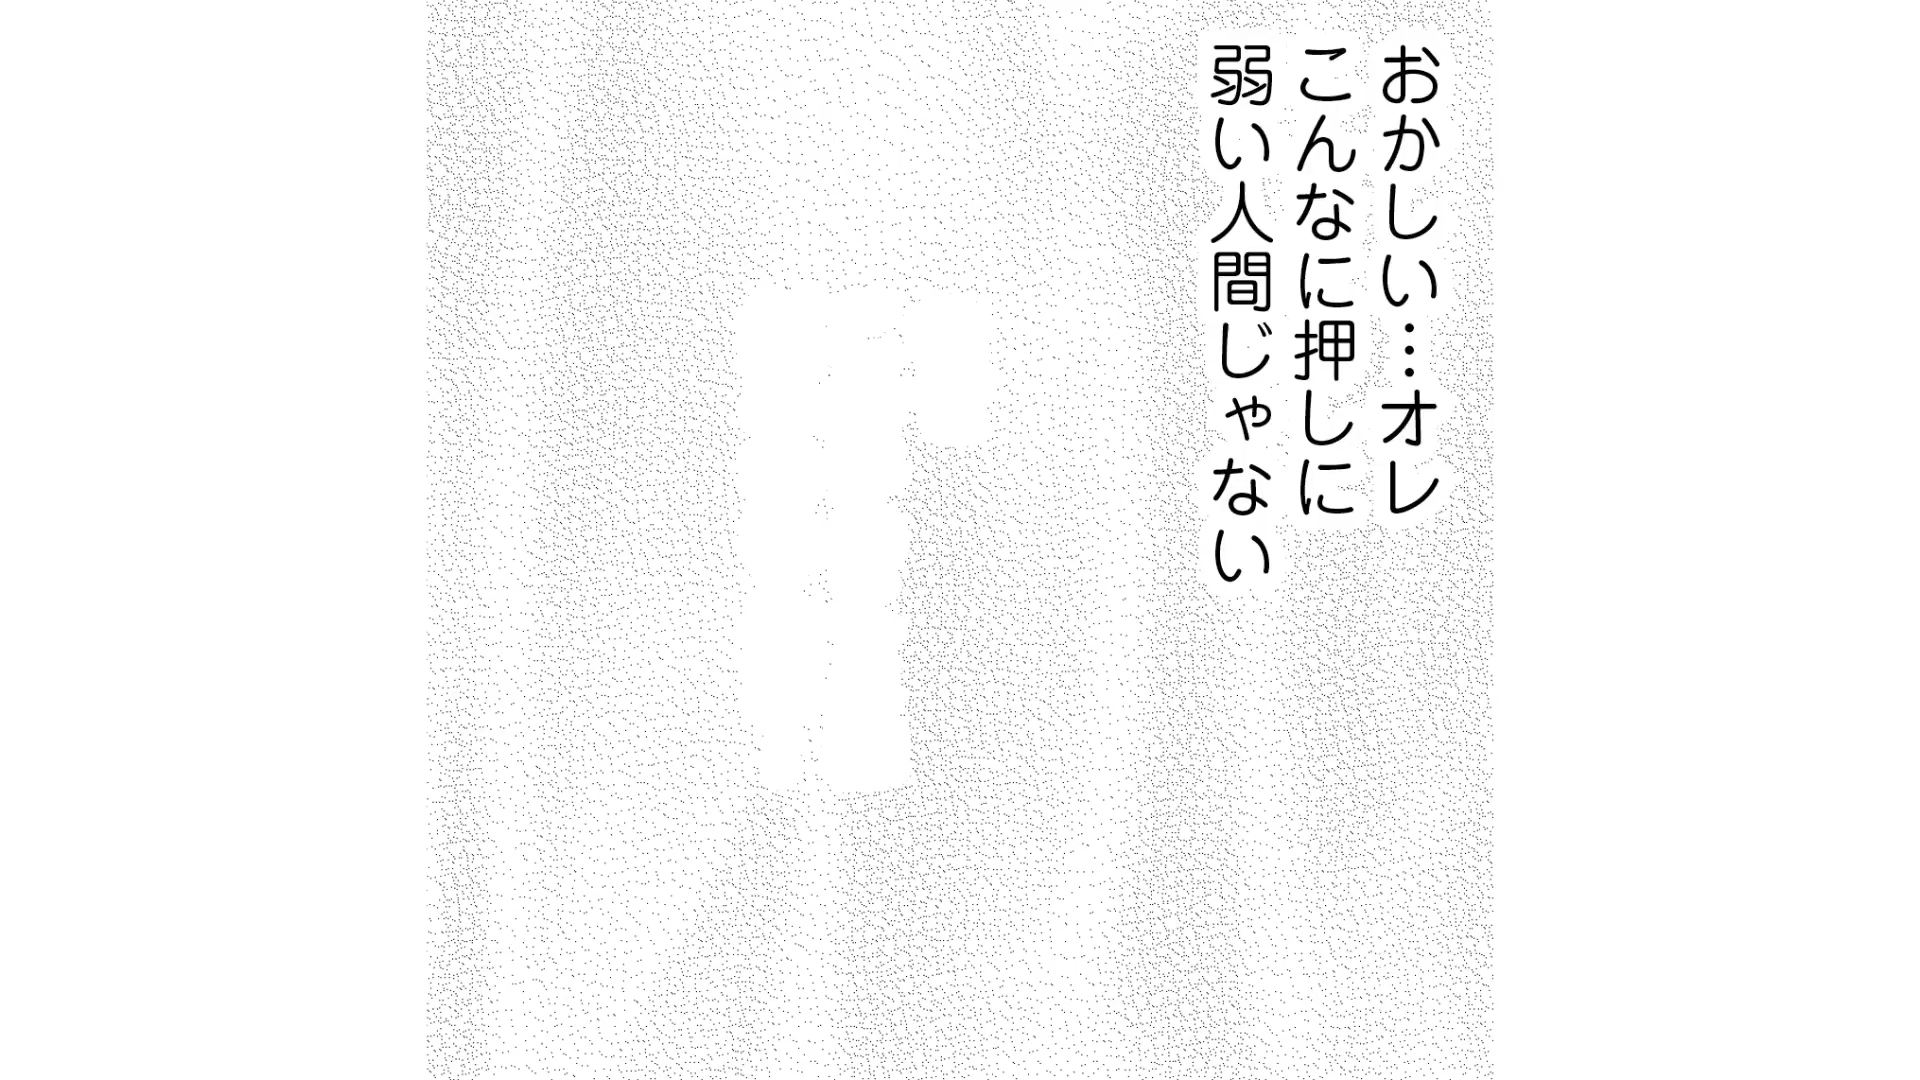 おかしい…オレ
こんなに押しに
弱い人間じゃない